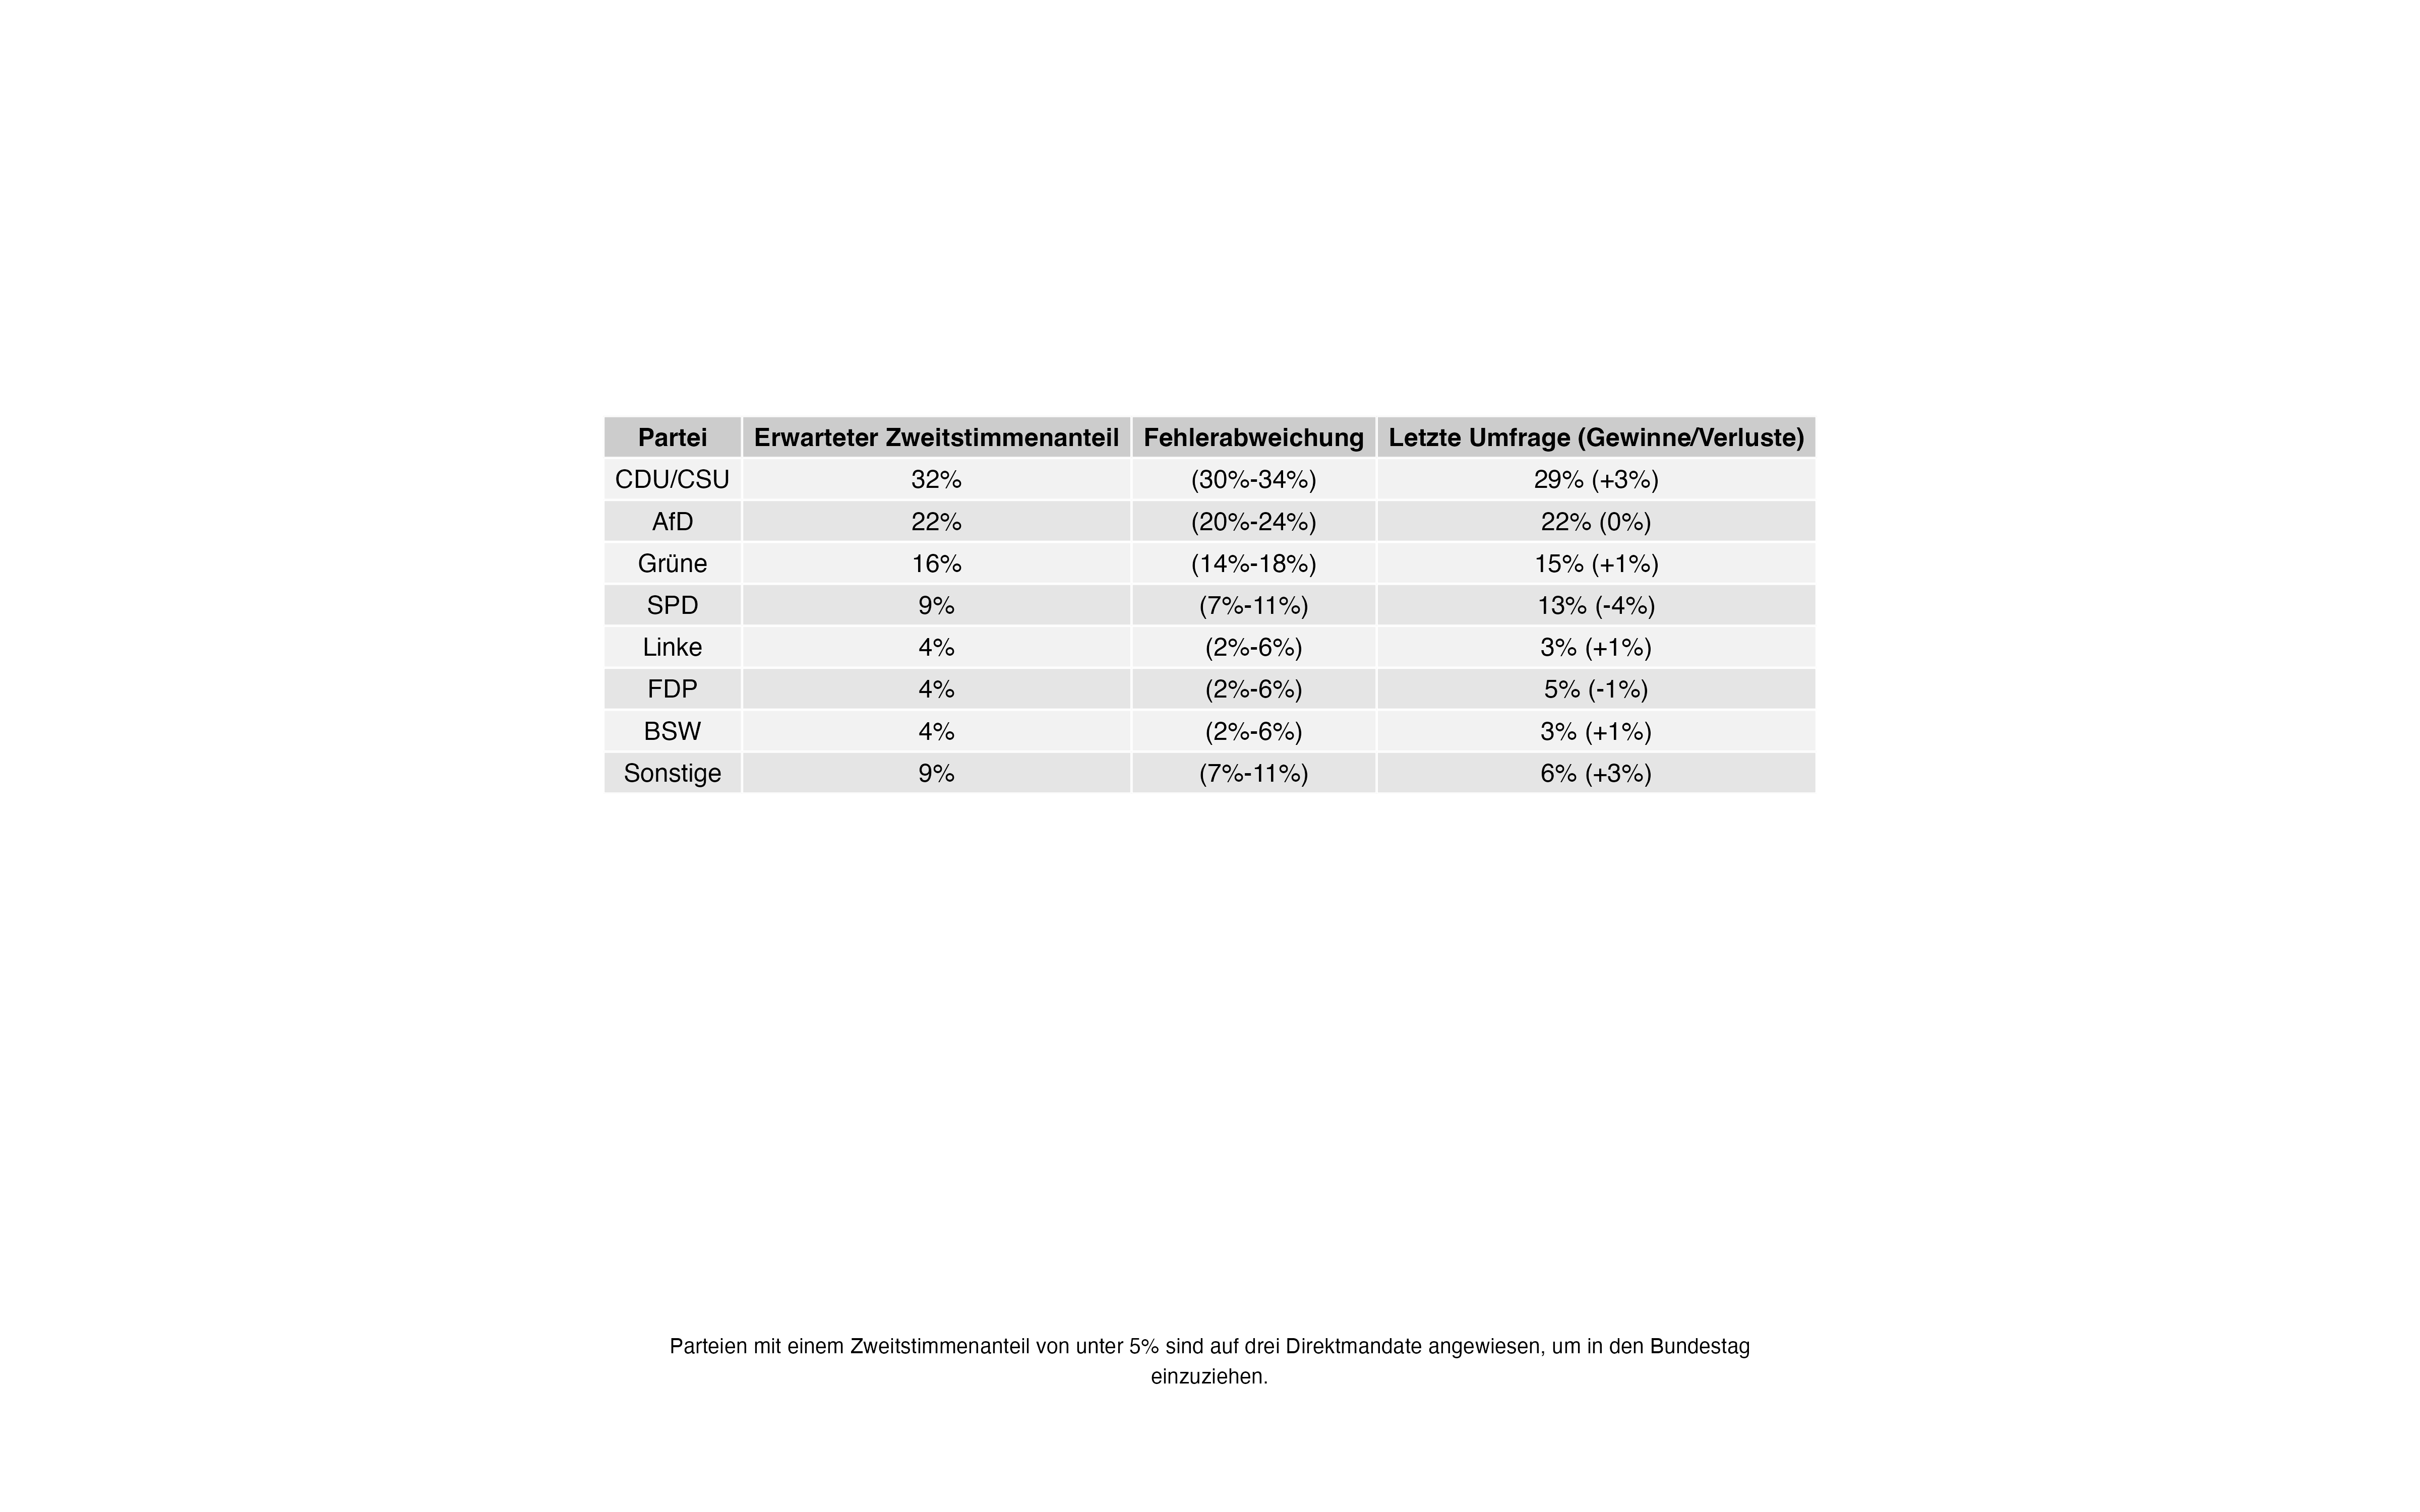 Partei Erwarteter Zweitstimmenanteil Fehlerabweichung Letzte Umfrage (Gewinne/Verluste)
CDU/CSU 32% (30%-34%) 29% (+3%)
AfD 22% (20%-24%) 22% (0%)
Grüne 16% (14%-18%) 15% (+1%)
SPD 9% (7%-11%) 13% (-4%)
Linke 4% (2%-6%) 3% (+1%)
FDP 4% (2%-6%) 5% (-1%)
BSW 4% (2%-6%) 3% (+1%)
Sonstige 9% (7%-11%) 6% (+3%)
Parteien mit einem Zweitstimmenanteil von unter 5% sind auf drei Direktmandate angewiesen, um in den Bundestag
einzuziehen.